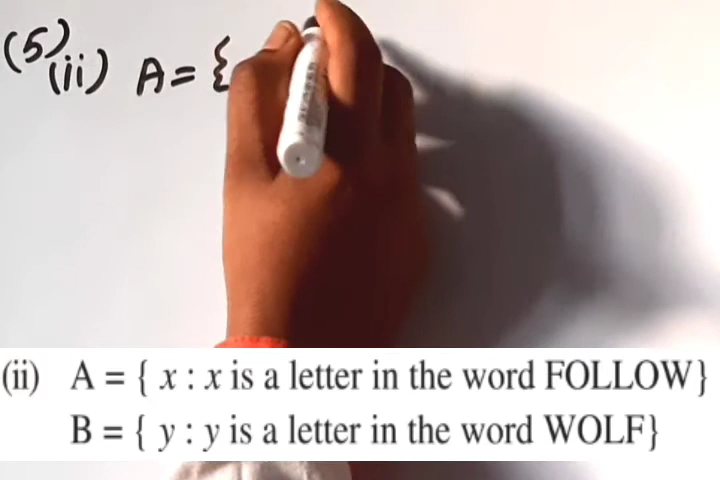 (5)
(ii) A = {
(ii) A = { x : x is a letter in the word FOLLOW}
B = { y : y is a letter in the word WOLF}